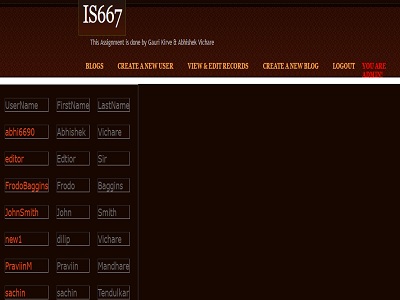 IS667
This Assignment is done by Gauri Kirve & Abhishek Vichare
BLOGS CREATE A NEW USER VIEW & EDIT RECORDS CREATE A NEW BLOG LOGOUT YOU ARE
ADMIN!
UserName FirstName LastName
abhi6690 Abhishek Vichare
editor Edtior Sir
FrodoBaggins Frodo Baggins
JohnSmith John Smith
new1 dilip Vichare
PraviinM Praviin Mandhare
sachin sachin Tendulkar